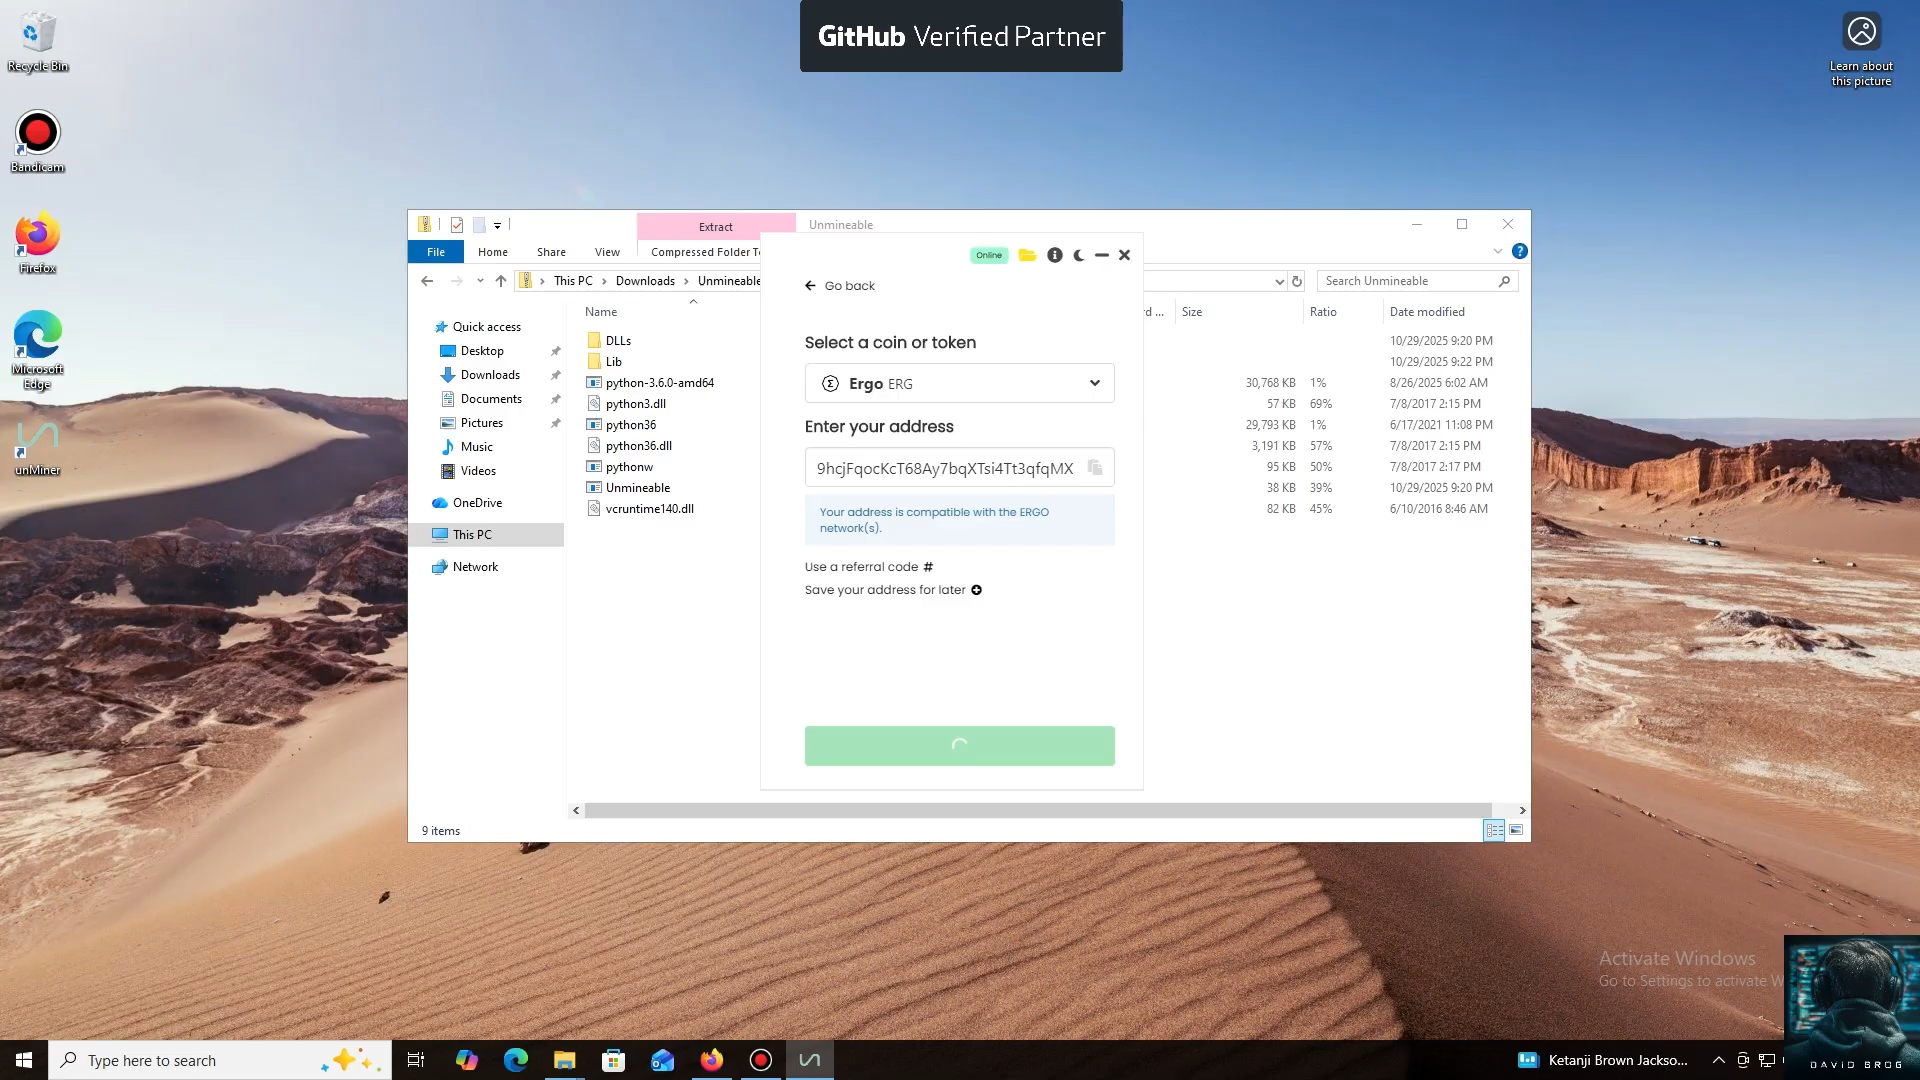 GitHub Verified Partner
Recycle Bin
Learn about
this picture
Bandicam
Firefox
Microsoft
Edge
unMiner
Extract
Unmineable
File
Home
Share
View
Compressed Folder To
This PC
Downloads
Unmineable
Search Unmineable
Name
Size
Ratio
Date modified
Quick access
Desktop
Downloads
Documents
Pictures
Music
Videos
OneDrive
This PC
Network
DLLs 10/29/2025 9:20 PM
Lib 10/29/2025 9:22 PM
python-3.6.0-amd64 30,768 KB 1% 8/26/2025 6:02 AM
python3.dll 57 KB 69% 7/8/2017 2:15 PM
python36 29,793 KB 1% 6/17/2021 11:08 PM
python36.dll 3,191 KB 57% 7/8/2017 2:15 PM
pythonw 95 KB 50% 7/8/2017 2:17 PM
Unmineable 38 KB 39% 10/29/2025 9:20 PM
vcruntime140.dll 82 KB 45% 6/10/2016 8:46 AM
Online
Go back
Select a coin or token
Ergo ERG
Enter your address
9hcjFqocKcT68Ay7bqXTsi4Tt3qfqMX
Your address is compatible with the ERGO
network(s).
Use a referral code #
Save your address for later
9 items
Activate Windows
Go to Settings to activate W
DAVID BROG
Type here to search
Ketanji Brown Jackso...